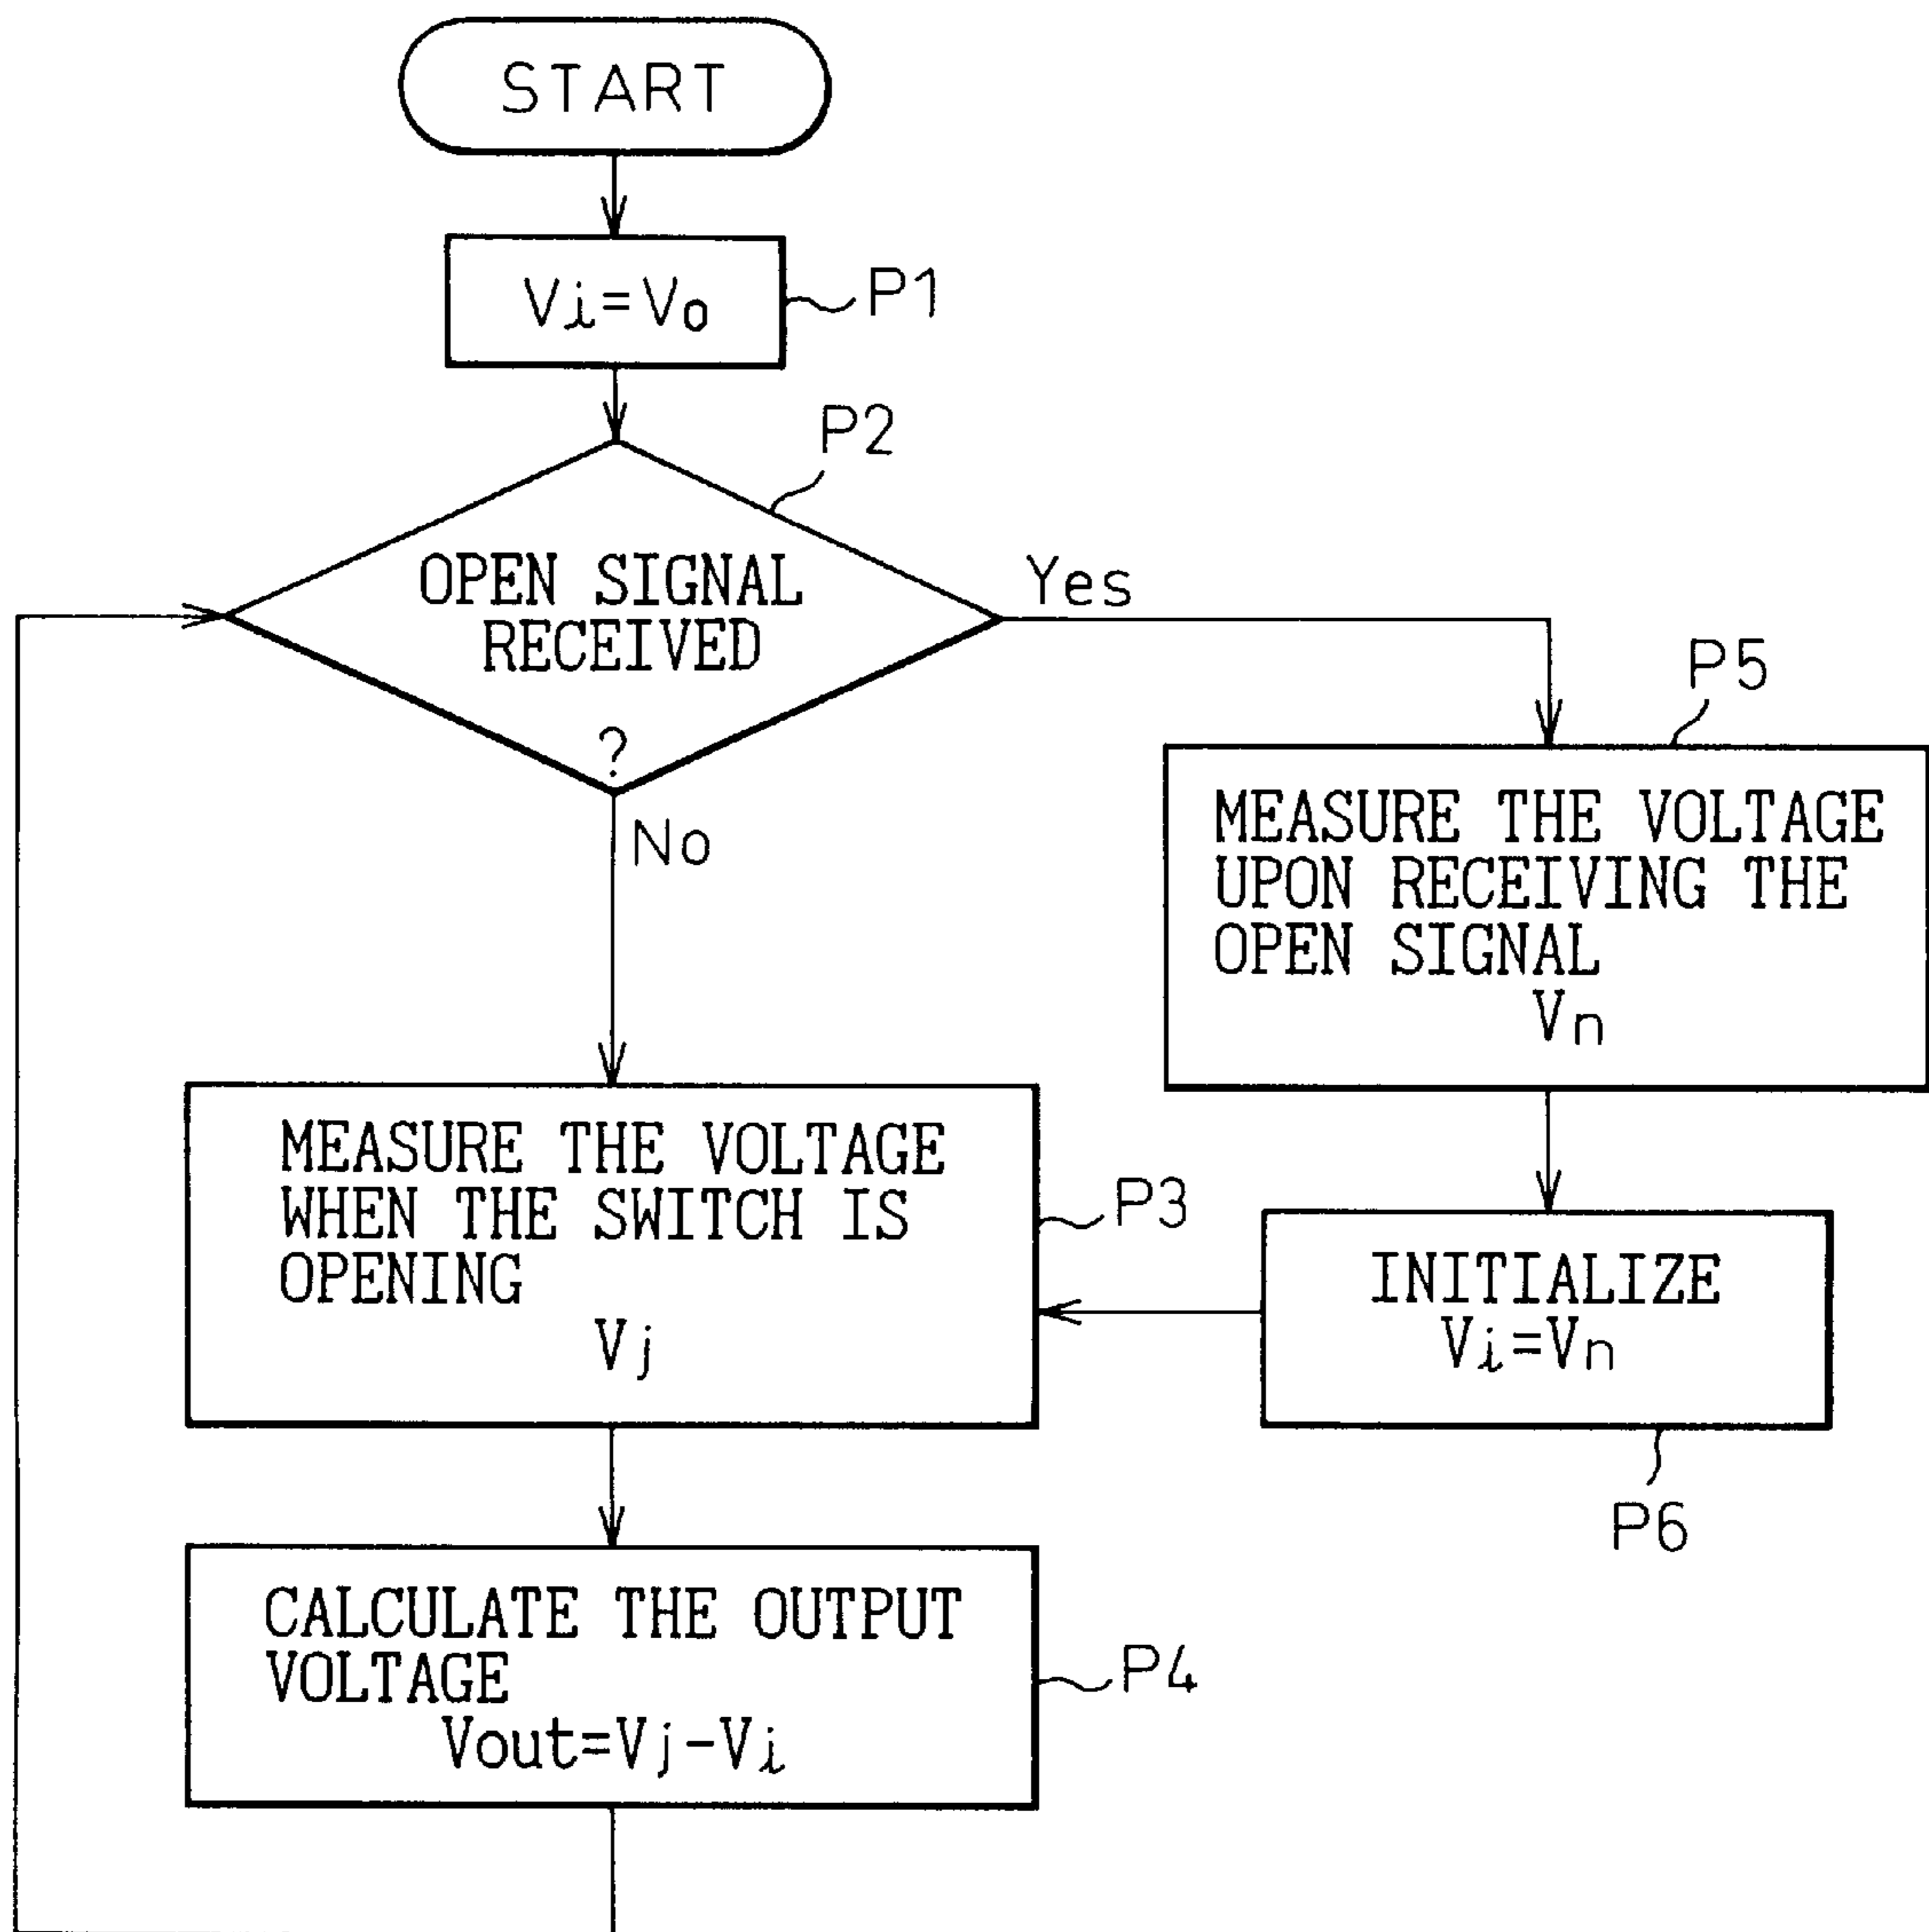 START
Vi=Vo
P1
P2
OPEN SIGNAL
RECEIVED
?
Yes
No
P5
MEASURE THE VOLTAGE
UPON RECEIVING THE
OPEN SIGNAL
Vn
MEASURE THE VOLTAGE
WHEN THE SWITCH IS
OPENING
Vj
P3
INITIALIZE
Vi=Vn
P6
CALCULATE THE OUTPUT
VOLTAGE
Vout=Vj-Vi
P4